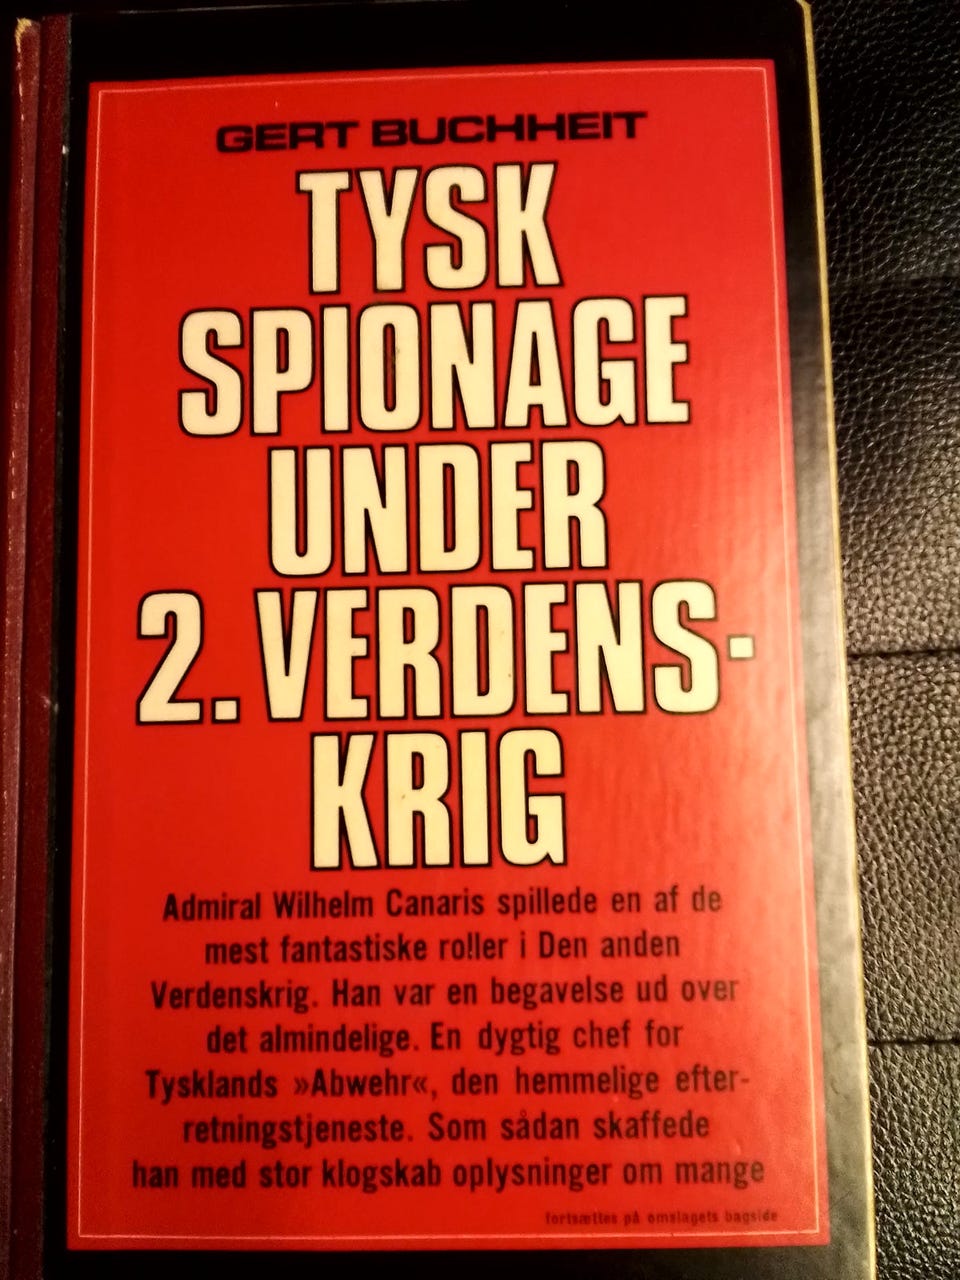 GERT BUCHHEIT
TYSK
SPIONAGE
UNDER
2. VERDENS-
KRIG
Admiral Wilhelm Canaris spillede en af de
mest fantastiske roller i Den anden
Verdenskrig. Han var en begavelse ud over
det almindelige. En dygtig chef for
Tysklands »Abwehr«, den hemmelige efter-
retningstjeneste. Som sådan skaffede
han med stor klogskab oplysninger om mange
fortsættes på omslagets bagside